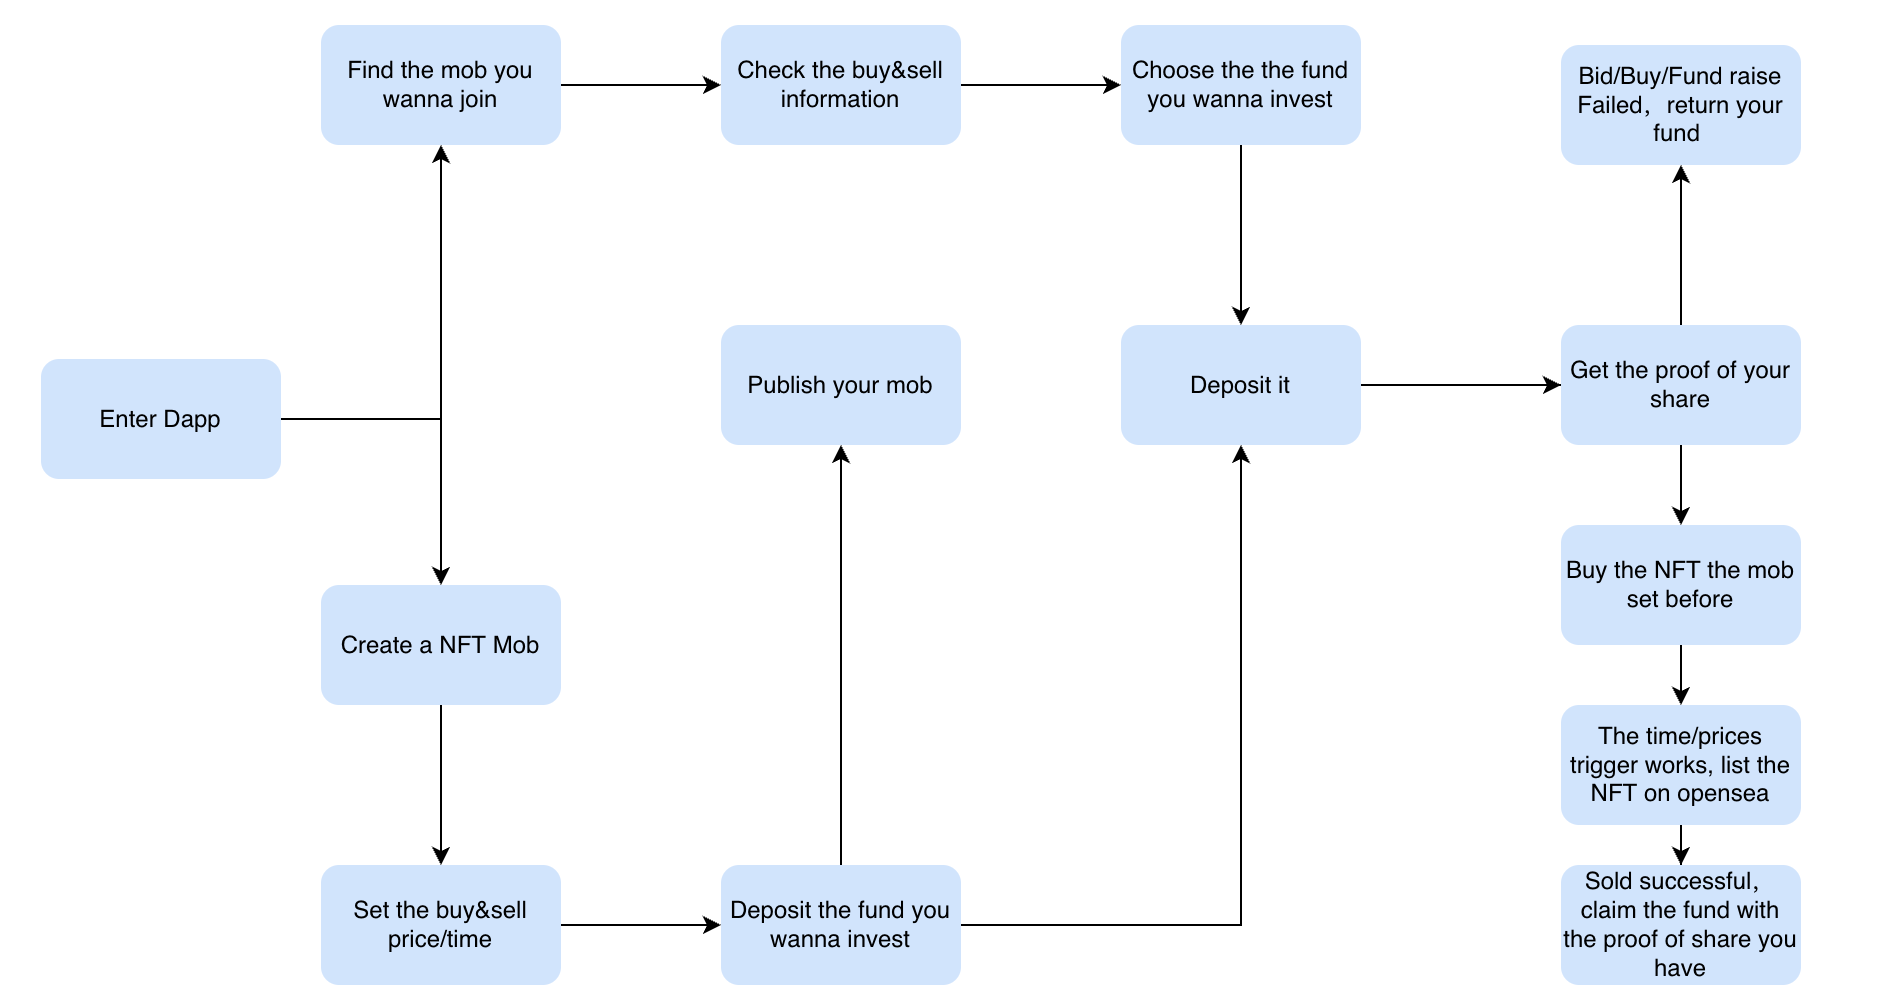 Find the mob you
wanna join
Check the buy&sell
information
Choose the the fund
you wanna invest
Bid/Buy/Fund raise
Failed，return your
fund
Enter Dapp
Publish your mob
Deposit it
Get the proof of your
share
Create a NFT Mob
Buy the NFT the mob
set before
The time/prices
trigger works, list the
NFT on opensea
Set the buy&sell
price/time
Deposit the fund you
wanna invest
Sold successful，
claim the fund with
the proof of share you
have